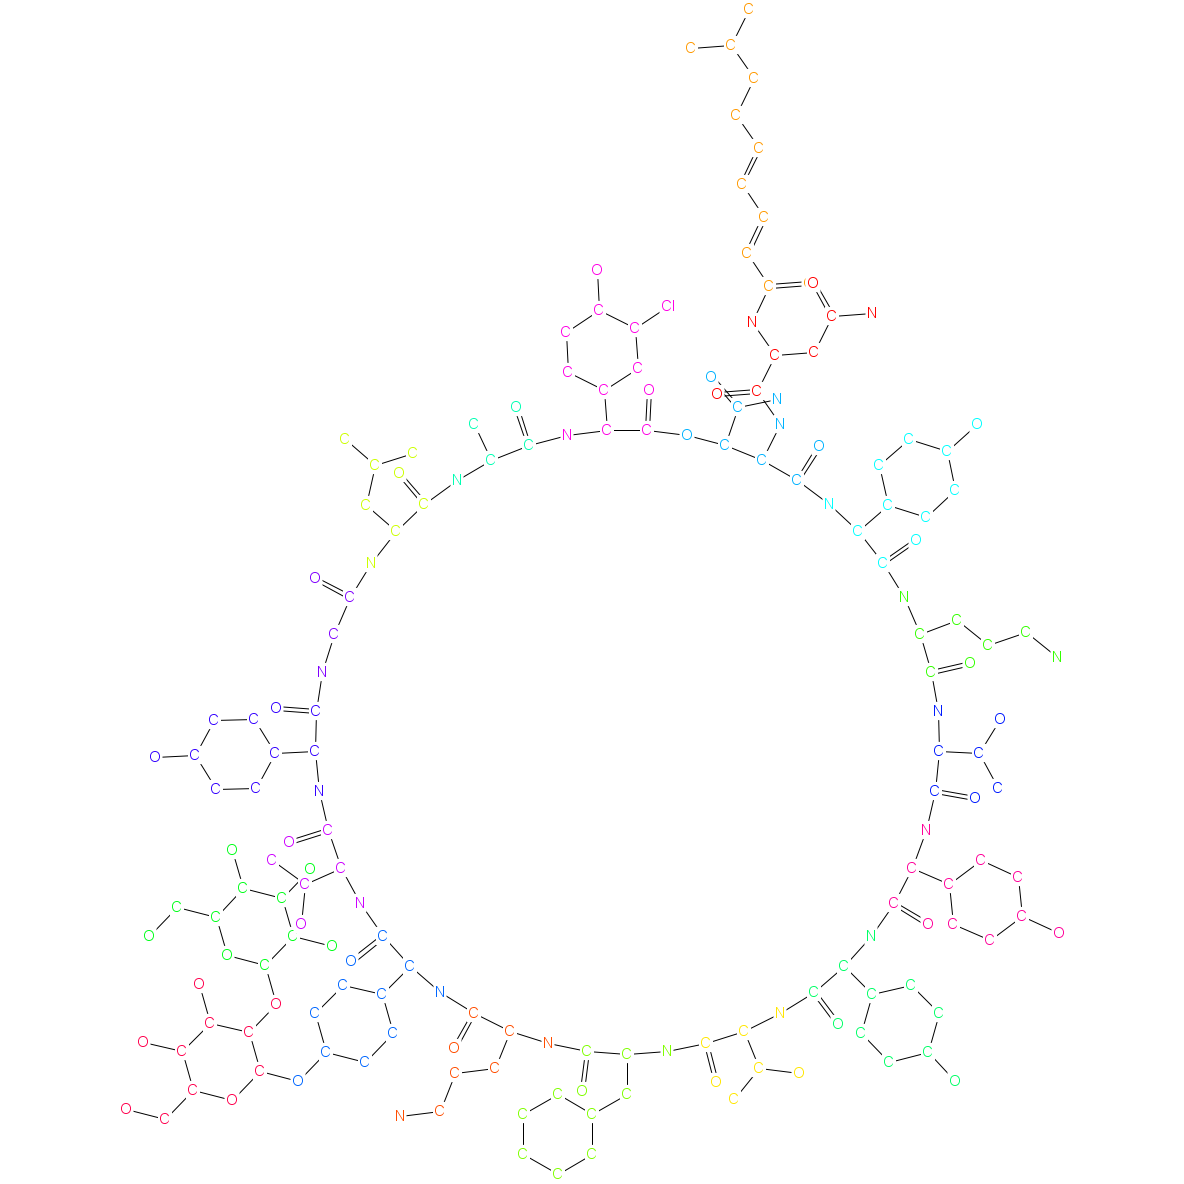 C
C C
C
C
C
C
C
C
O
C O
C Cl
C C N C N
C C
C C O
C O O C N
O C
C N O
C N C C O C
C C C O C
C C C C
O N C C
C C N C C
C C O
N C
O C N
C C C C
C N
N C O
O C N
C C O
O C C C C C
C C N C O C
O C N
O C C
O C C C
C C C
C C N C
C O O C C
O C O C N C O
O C O C C
O C C N C C C
O C C N C
C C C C C O C
O C C O N C C N C C
C C C C C O C
C O C O C O O
O O N C C C C
C
C C
C